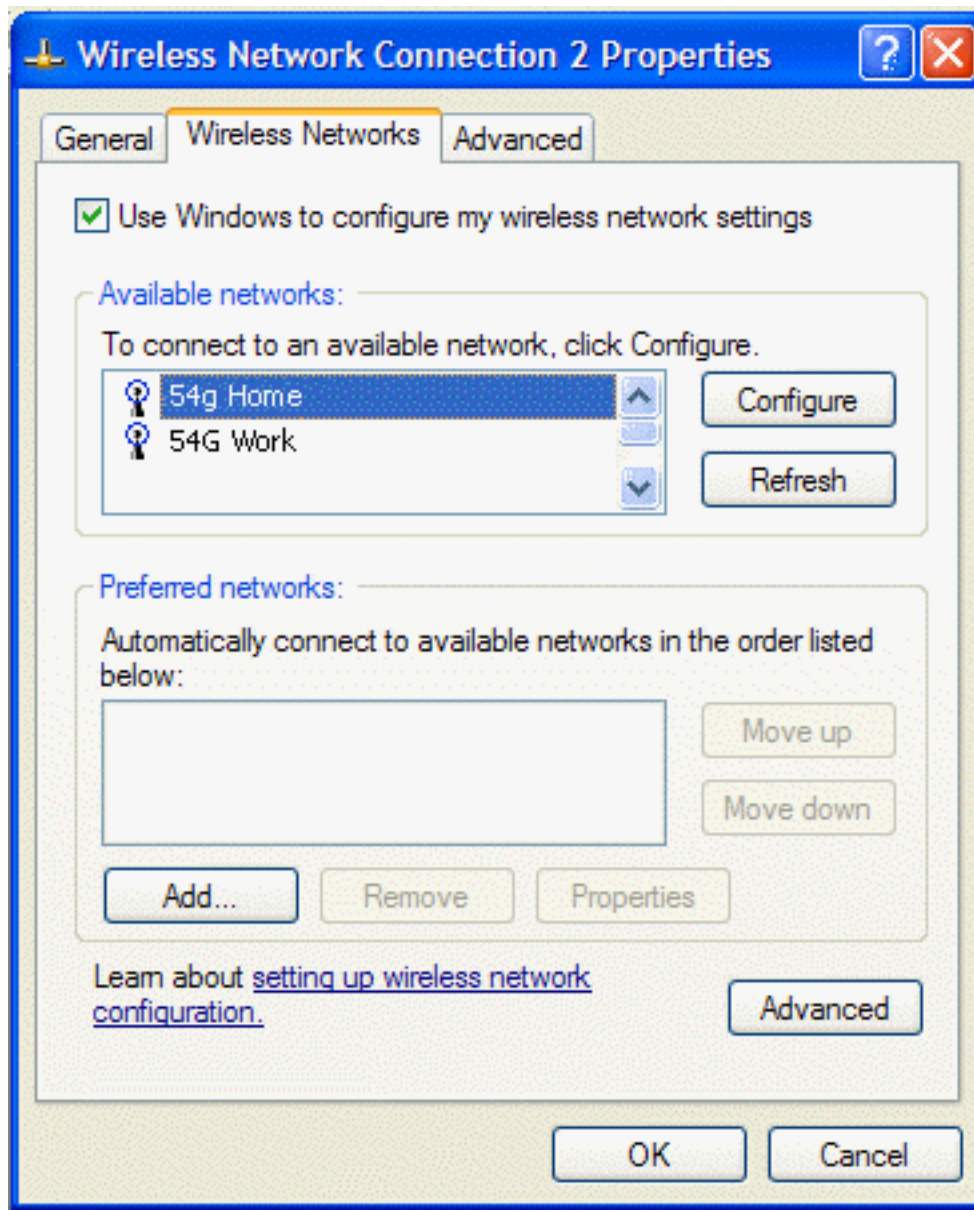 Wireless Network Connection 2 Properties
General Wireless Networks Advanced
Use Windows to configure my wireless network settings
Available networks:
To connect to an available network, click Configure.
54g Home
Configure
54G Work
Refresh
Preferred networks:
Automatically connect to available networks in the order listed
below:
Move up
Move down
Add... Remove Properties
Learn about setting up wireless network
configuration.
Advanced
OK Cancel